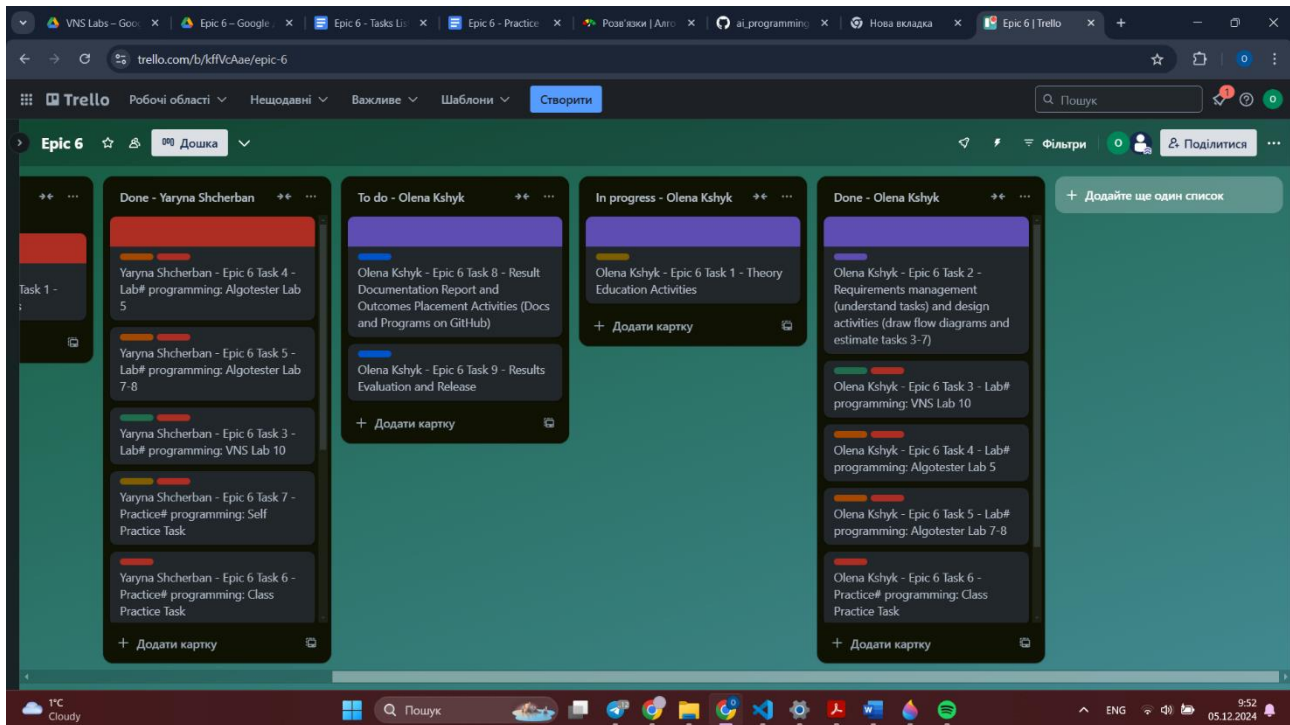 VNS Labs – Goo
Epic 6 – Google
Epic 6 - Tasks Lis
Epic 6 - Practice
Розв'язки | Алго
ai_programming
Нова вкладка
Epic 6 | Trello
trello.com/b/kffVcAae/epic-6
O
Trello
Робочі області
Нещодавні
Важливе
Шаблони
Створити
Пошук
1
O
Epic 6
Дошка
Фільтри
O
Поділитися
Task 1 -
Done - Yaryna Shcherban
Yaryna Shcherban - Epic 6 Task 4 -
Lab# programming: Algotester Lab
5
Yaryna Shcherban - Epic 6 Task 5 -
Lab# programming: Algotester Lab
7-8
Yaryna Shcherban - Epic 6 Task 3 -
Lab# programming: VNS Lab 10
Yaryna Shcherban - Epic 6 Task 7 -
Practice# programming: Self
Practice Task
Yaryna Shcherban - Epic 6 Task 6 -
Practice# programming: Class
Practice Task
+ Додати картку
To do - Olena Kshyk
Olena Kshyk - Epic 6 Task 8 - Result
Documentation Report and
Outcomes Placement Activities (Docs
and Programs on GitHub)
Olena Kshyk - Epic 6 Task 9 - Results
Evaluation and Release
+ Додати картку
In progress - Olena Kshyk
Olena Kshyk - Epic 6 Task 1 - Theory
Education Activities
+ Додати картку
Done - Olena Kshyk
Olena Kshyk - Epic 6 Task 2 -
Requirements management
(understand tasks) and design
activities (draw flow diagrams and
estimate tasks 3-7)
Olena Kshyk - Epic 6 Task 3 - Lab#
programming: VNS Lab 10
Olena Kshyk - Epic 6 Task 4 - Lab#
programming: Algotester Lab 5
Olena Kshyk - Epic 6 Task 5 - Lab#
programming: Algotester Lab 7-8
Olena Kshyk - Epic 6 Task 6 -
Practice# programming: Class
Practice Task
+ Додати картку
+ Додайте ще один список
1°C
Cloudy
Пошук
ENG
9:52
05.12.2024